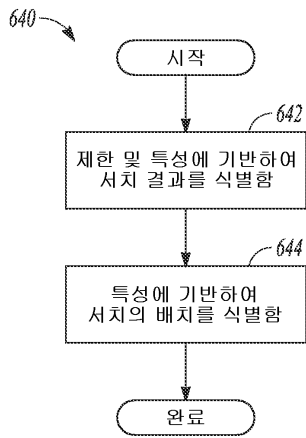 640
시작
642
제한 및 특성에 기반하여
서치 결과를 식별함
644
특성에 기반하여
서치의 배치를 식별함
완료